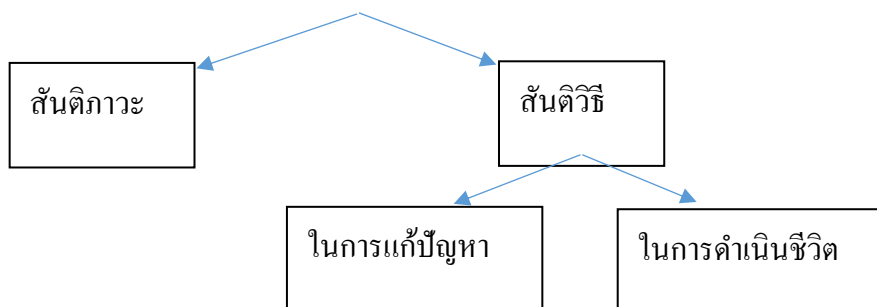 สันติภาวะ
สันติวิธี
ในการแก้ปัญหา
ในการดำเนินชีวิต